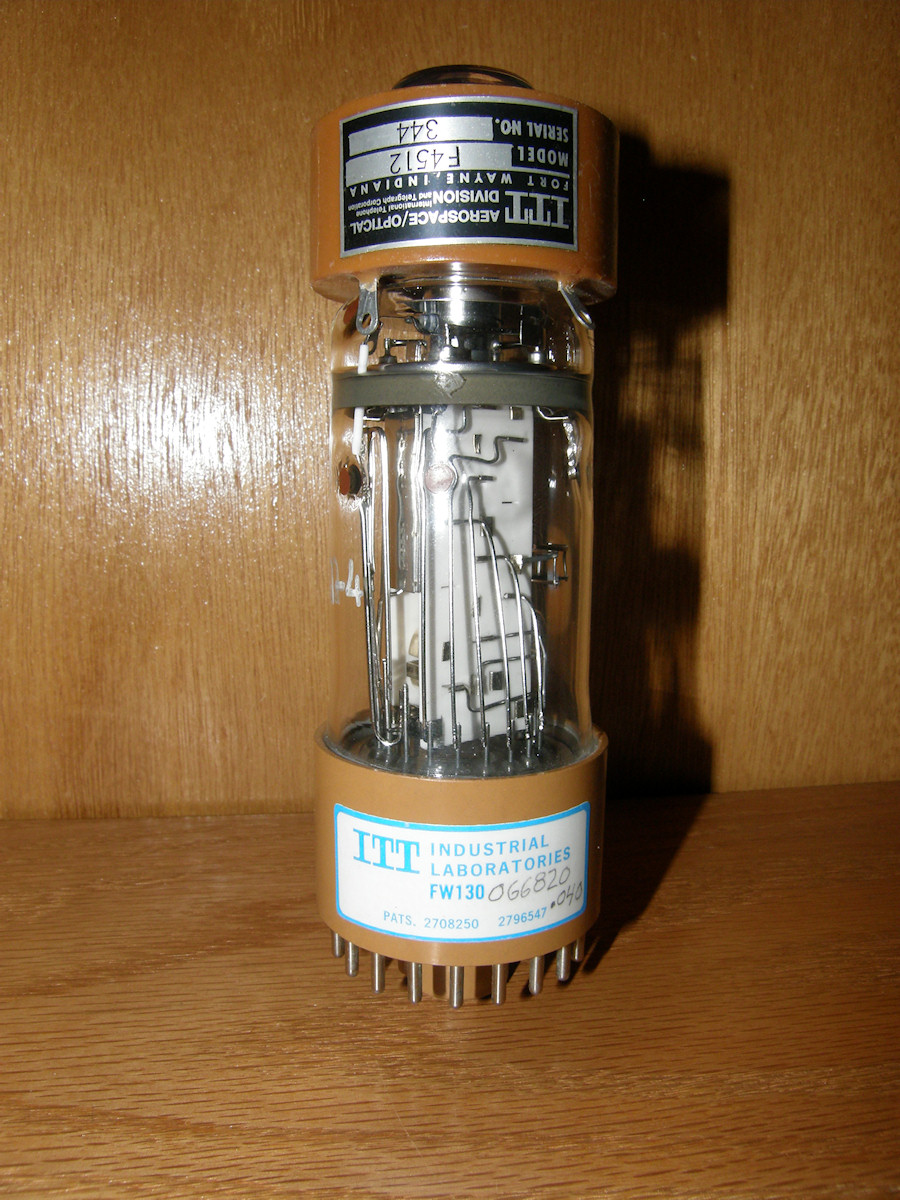 ITT AEROSPACE/OPTICAL
DIVISION International Telephone and Telegraph Corporation
FORT WAYNE, INDIANA
MODEL F4512
SERIAL NO. 344
ITT INDUSTRIAL
LABORATORIES
FW130 066820
.040
PATS. 2708250 2796547